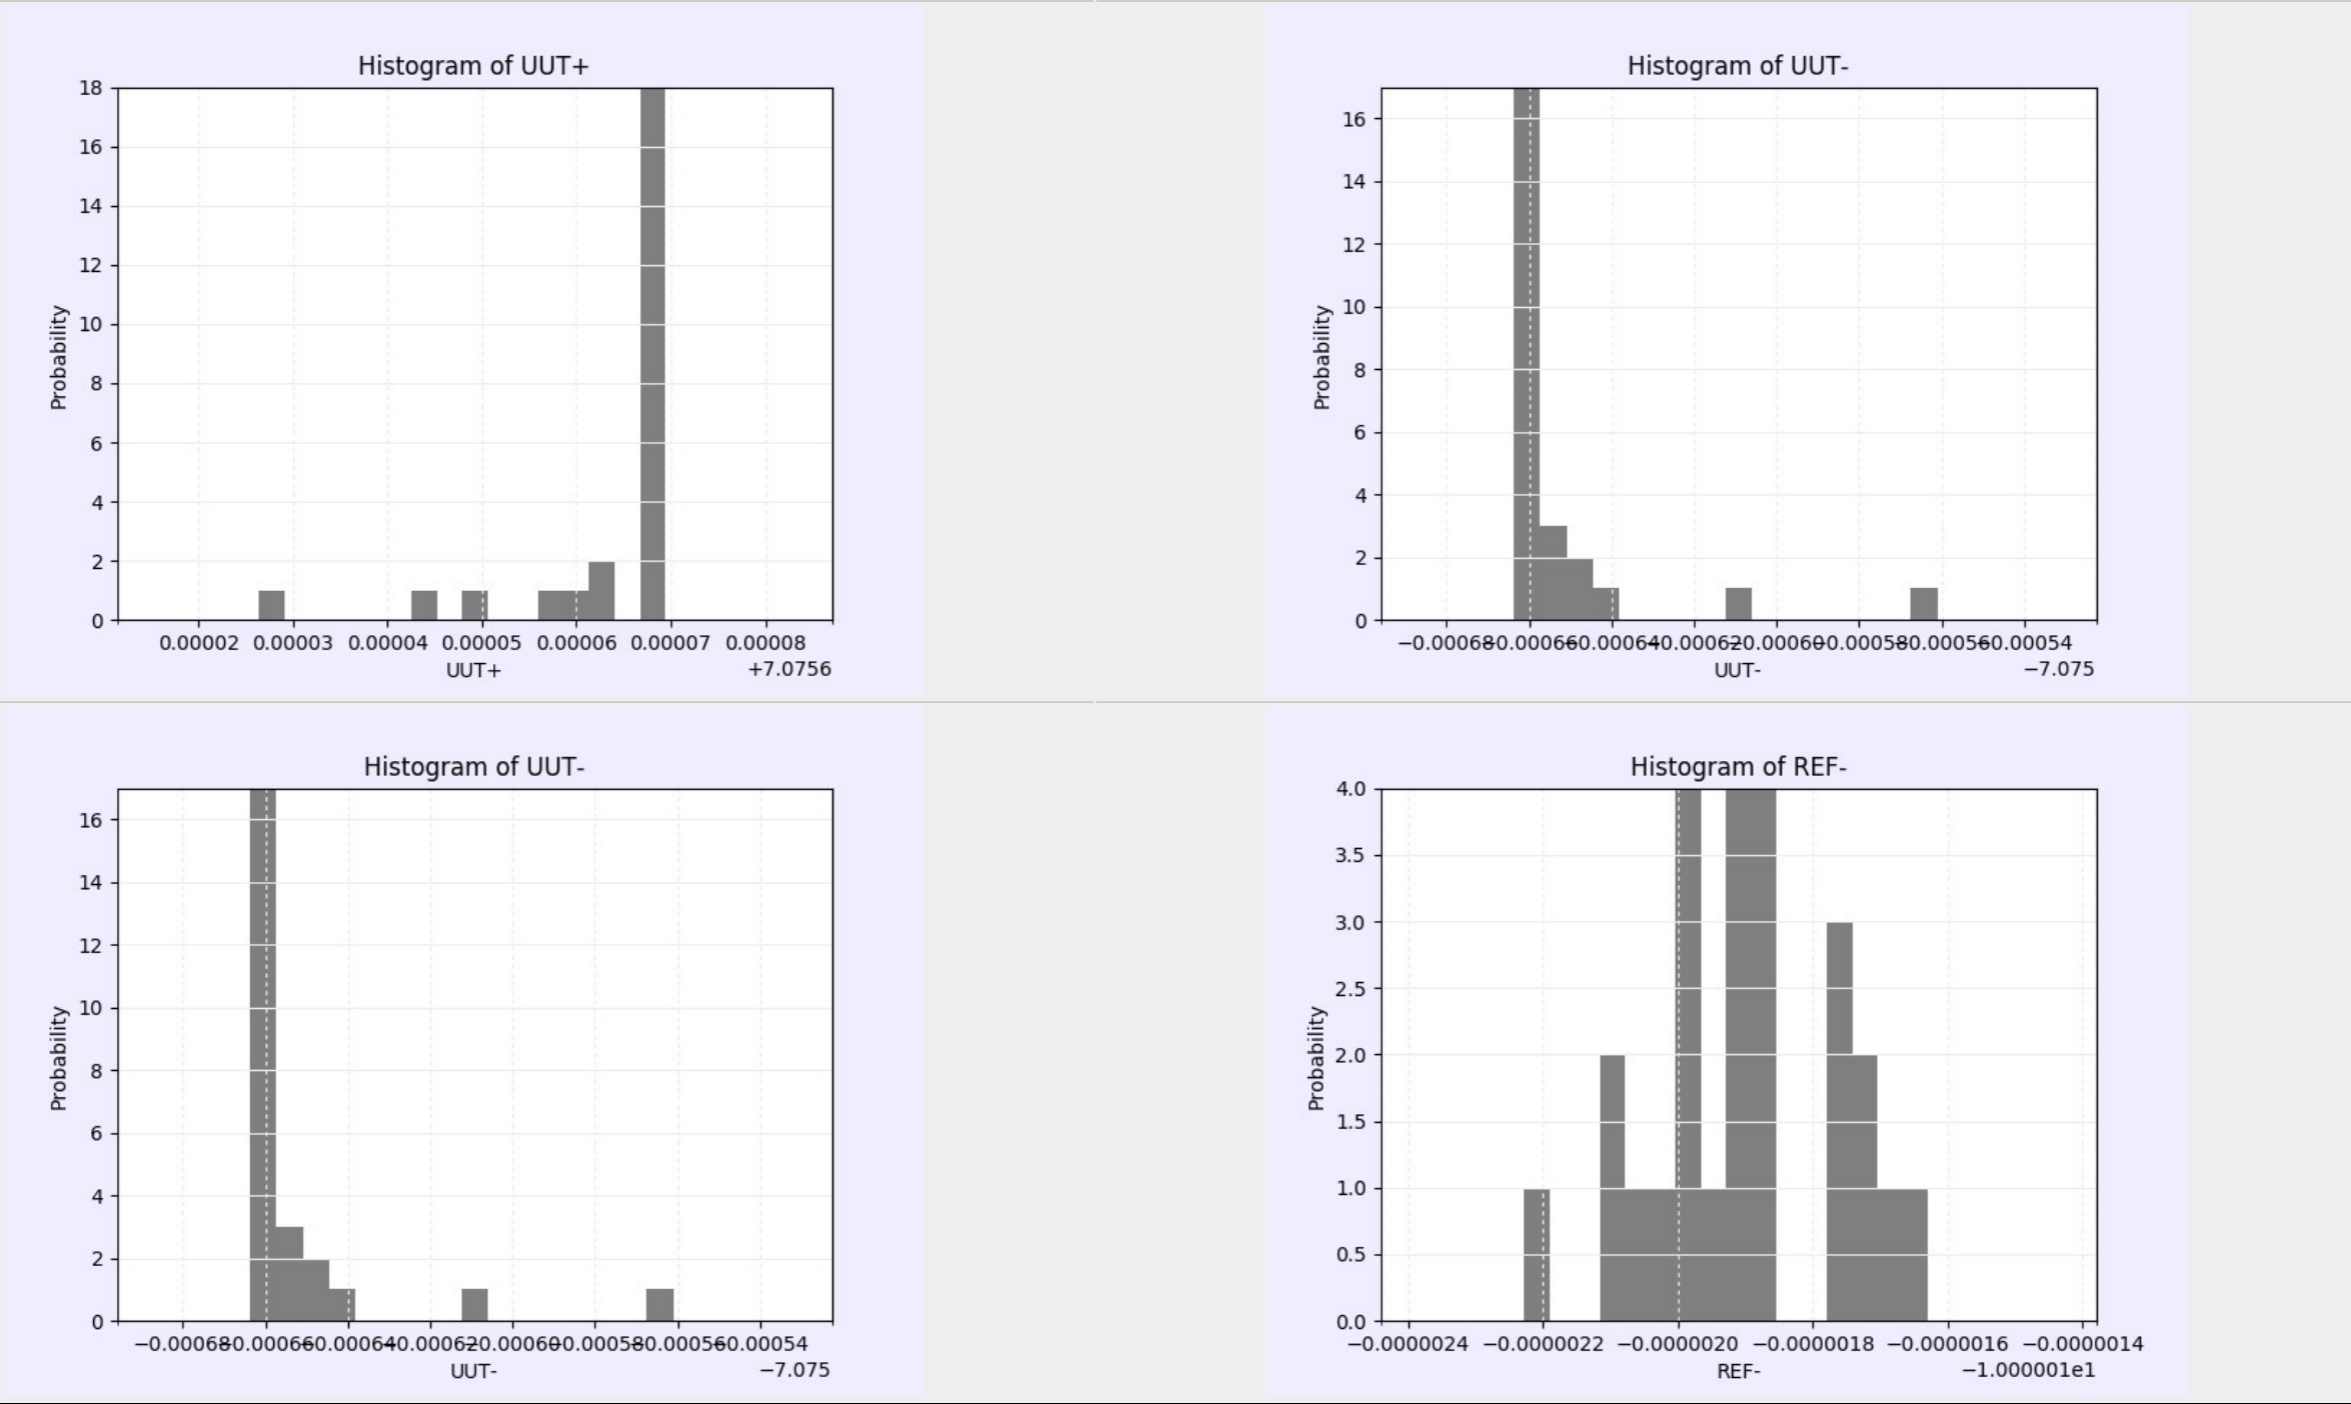 Histogram of UUT+
18
16
14
12
10
8
6
4
2
0
Probability
0.00002 0.00003 0.00004 0.00005 0.00006 0.00007 0.00008
UUT+
+7.0756
Histogram of UUT-
16
14
12
10
8
6
4
2
0
Probability
−0.00068 −0.00066 −0.00064 −0.00062 −0.00060 −0.00058 −0.00056 −0.00054
UUT-
−7.075
Histogram of UUT-
16
14
12
10
8
6
4
2
0
Probability
−0.00068 −0.00066 −0.00064 −0.00062 −0.00060 −0.00058 −0.00056 −0.00054
UUT-
−7.075
Histogram of REF-
4.0
3.5
3.0
2.5
2.0
1.5
1.0
0.5
0.0
Probability
−0.0000024 −0.0000022 −0.0000020 −0.0000018 −0.0000016 −0.0000014
REF-
−1.000001e1